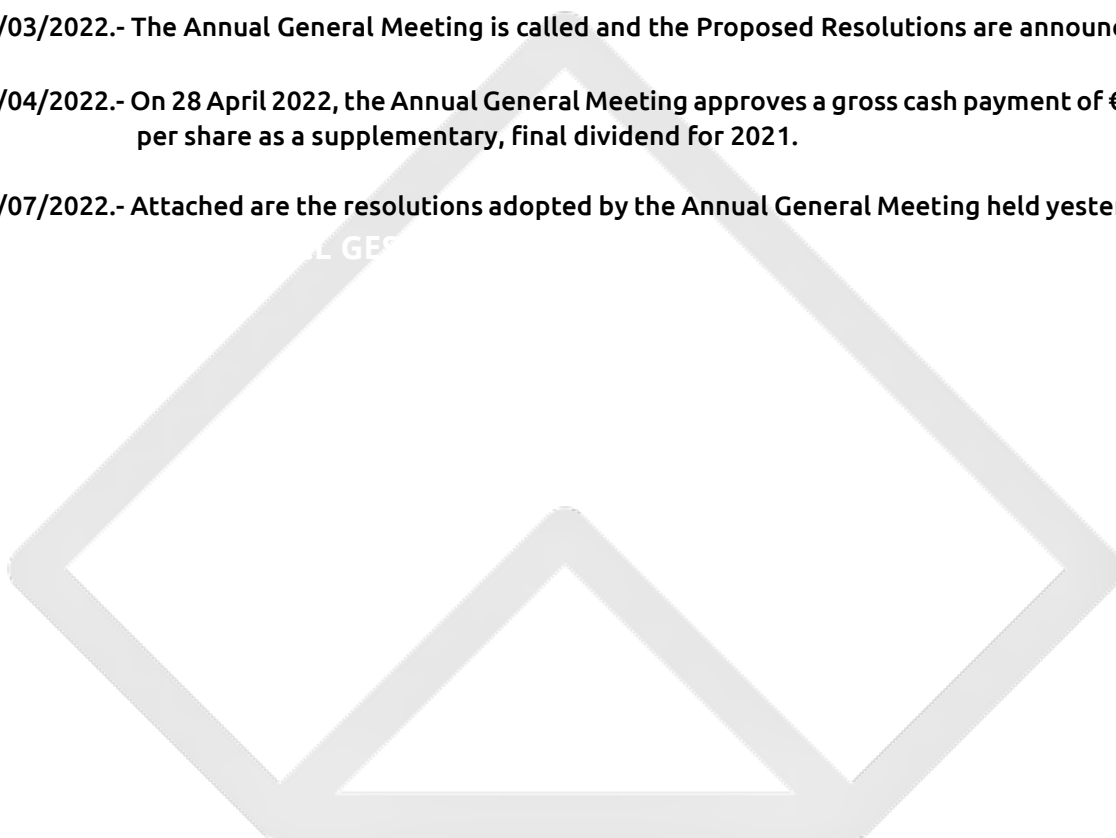 /03/2022.- The Annual General Meeting is called and the Proposed Resolutions are
/04/2022.- On 28 April 2022, the Annual General Meeting approves a gross cash payment of €
per share as a supplementary, final dividend for 2021.
/07/2022.- Attached are the resolutions adopted by the Annual General Meeting held